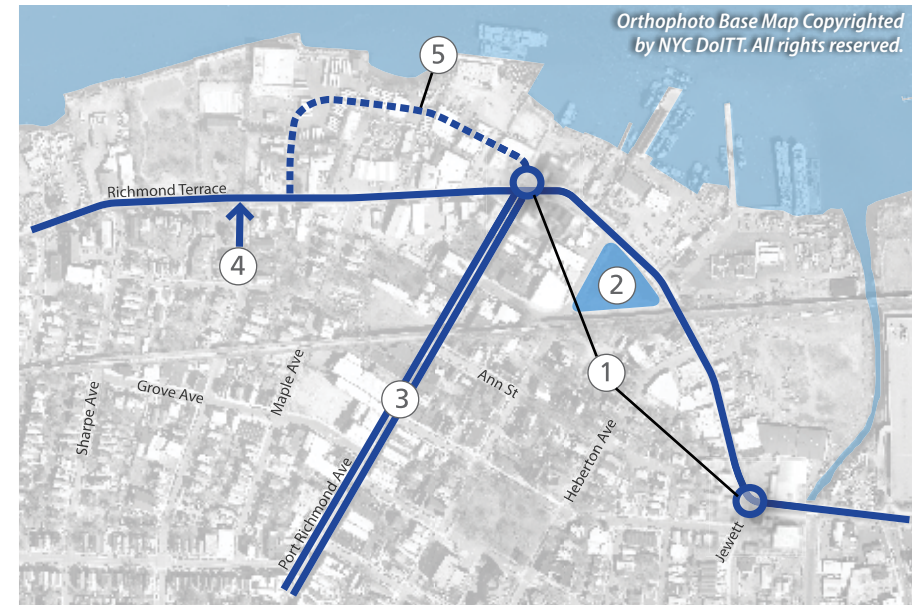 Orthophoto Base Map Copyrighted
by NYC DoITT. All rights reserved.
5
Richmond Terrace
4
2
1
3
Ann St
Maple Ave
Grove Ave
Sharpe Ave
Heberton Ave
Port Richmond Ave
Jewett